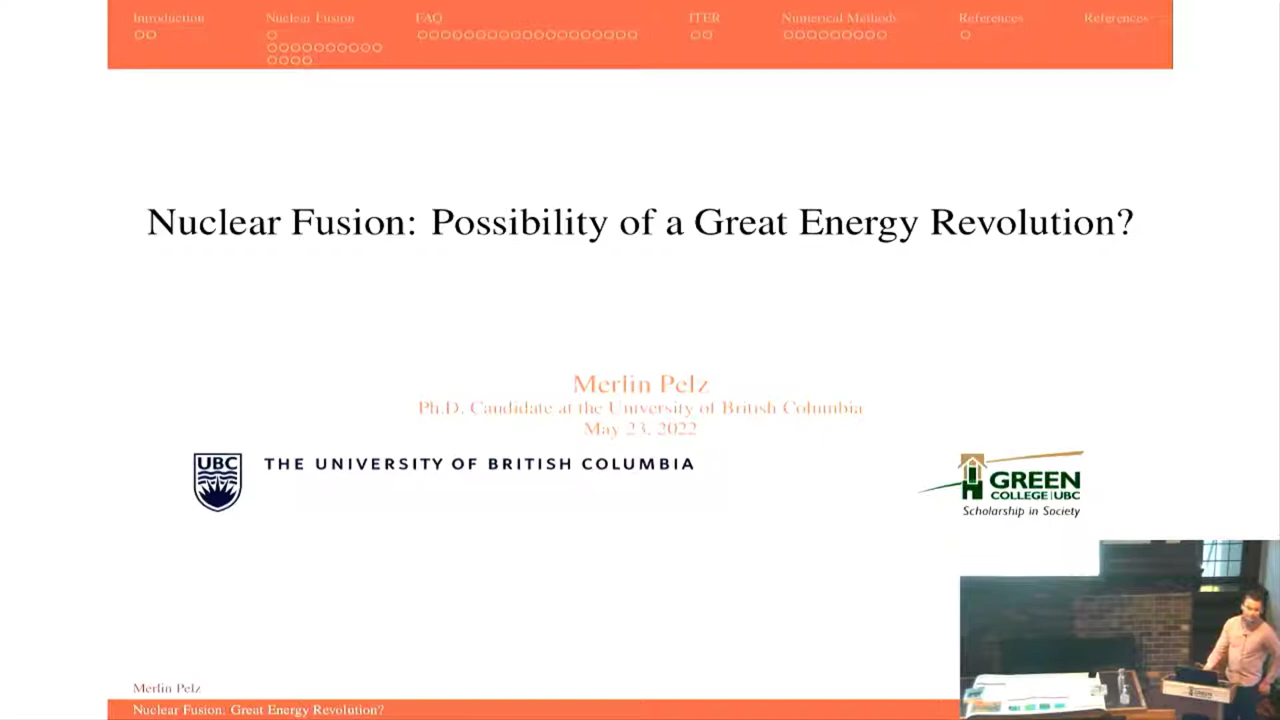 Introduction
Nuclear Fusion
FAQ
ITER
Numerical Methods
References
References
Nuclear Fusion: Possibility of a Great Energy Revolution?
Merlin Pelz
Ph.D. Candidate at the University of British Columbia
May 23, 2022
UBC
THE UNIVERSITY OF BRITISH COLUMBIA
GREEN
COLLEGE UBC
Scholarship in Society
Merlin Pelz
Nuclear Fusion: Great Energy Revolution?
GREEN